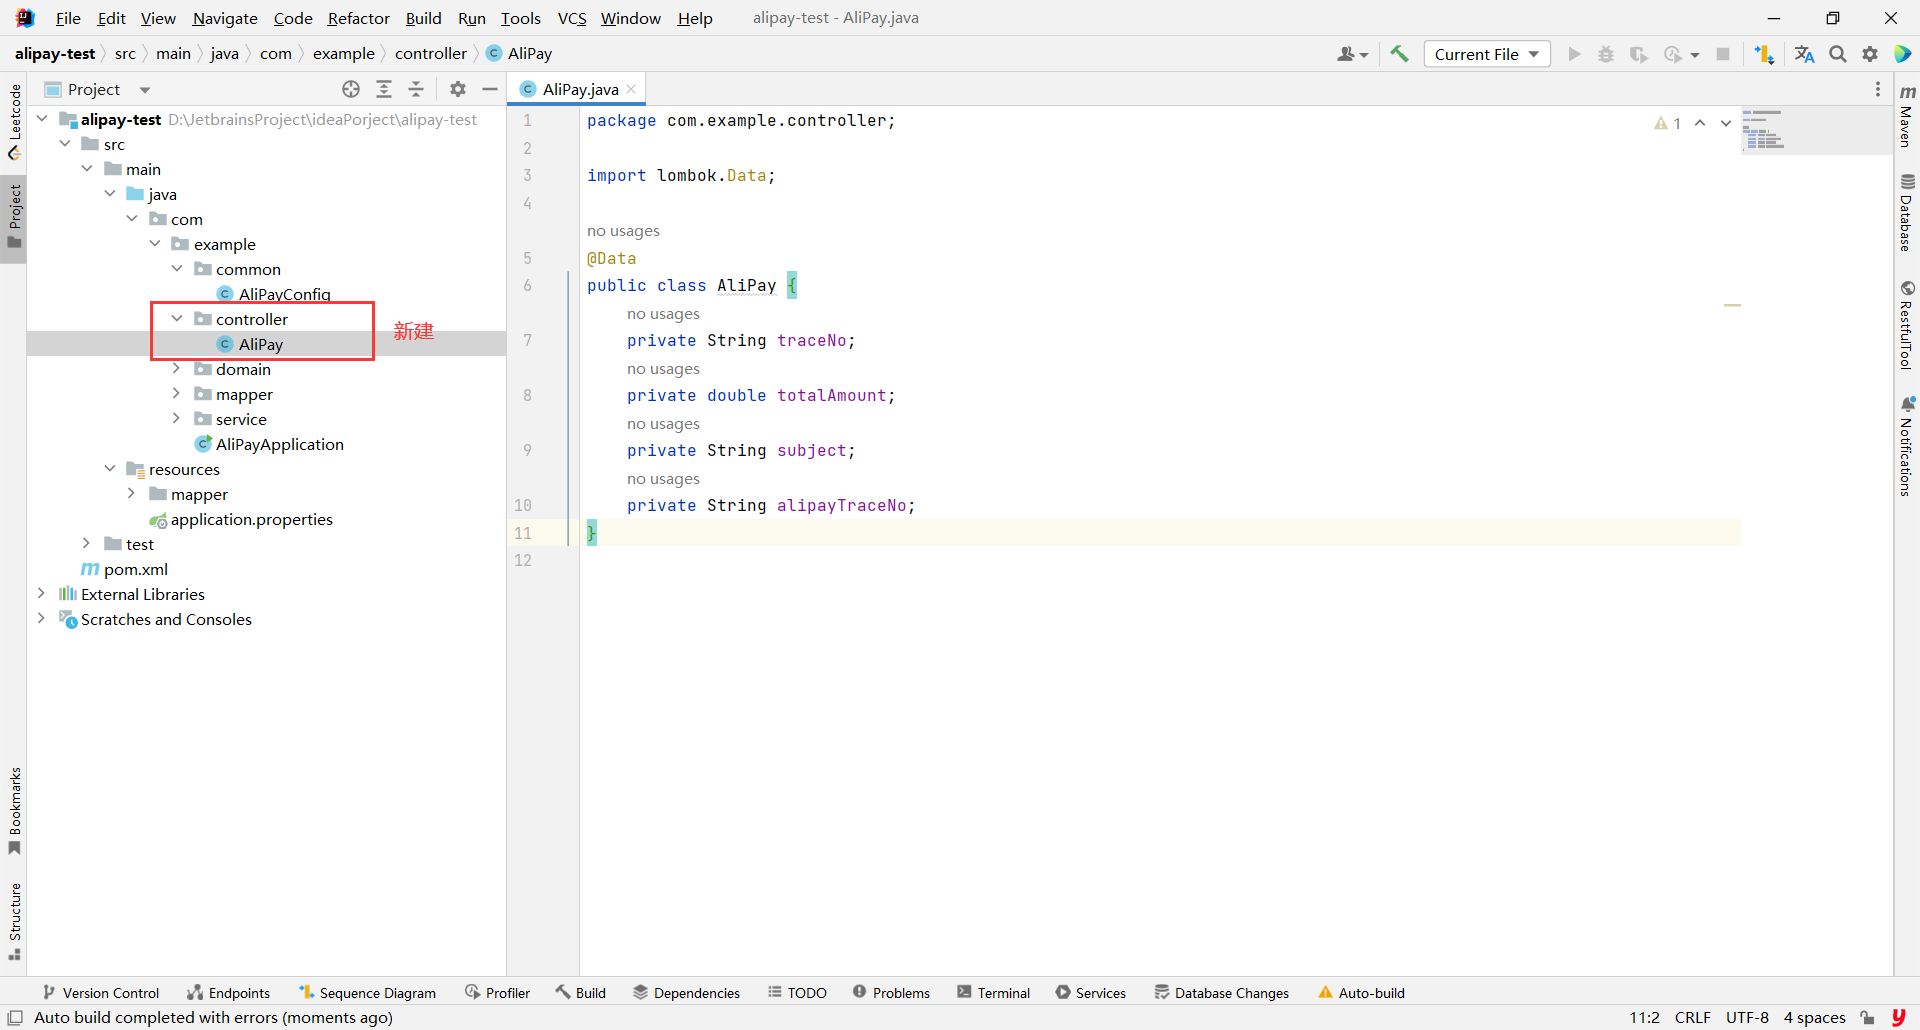 File Edit View Navigate Code Refactor Build Run Tools VCS Window Help alipay-test - AliPay.java
alipay-test src main java com example controller AliPay
Current File
Leetcode
Project
Bookmarks
Structure
Project
alipay-test D:\JetbrainsProject\ideaPorject\alipay-test
src
main
java
com
example
common
AliPayConfig
controller
AliPay
新建
domain
mapper
service
AliPayApplication
resources
mapper
application.properties
test
pom.xml
External Libraries
Scratches and Consoles
AliPay.java
1 package com.example.controller;
2
3 import lombok.Data;
4
no usages
5 @Data
6 public class AliPay {
no usages
7 private String traceNo;
no usages
8 private double totalAmount;
no usages
9 private String subject;
no usages
10 private String alipayTraceNo;
11 }
12
1
Maven
Database
RestfulTool
Notifications
Version Control Endpoints Sequence Diagram Profiler Build Dependencies TODO Problems Terminal Services Database Changes Auto-build
Auto build completed with errors (moments ago) 11:2 CRLF UTF-8 4 spaces